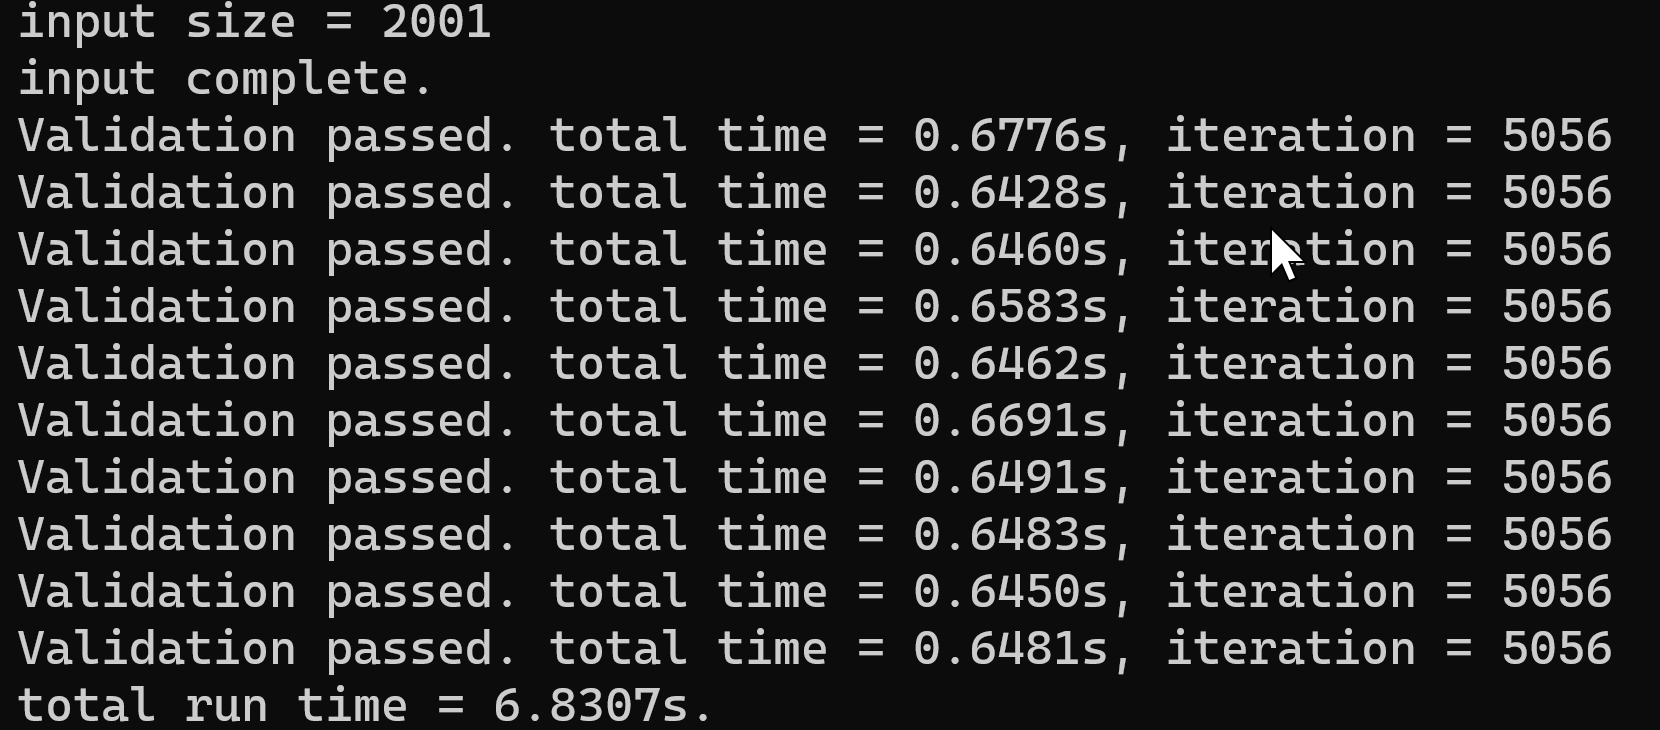 input size = 2001
input complete.
Validation passed. total time = 0.6776s, iteration = 5056
Validation passed. total time = 0.6428s, iteration = 5056
Validation passed. total time = 0.6460s, iteration = 5056
Validation passed. total time = 0.6583s, iteration = 5056
Validation passed. total time = 0.6462s, iteration = 5056
Validation passed. total time = 0.6691s, iteration = 5056
Validation passed. total time = 0.6491s, iteration = 5056
Validation passed. total time = 0.6483s, iteration = 5056
Validation passed. total time = 0.6450s, iteration = 5056
Validation passed. total time = 0.6481s, iteration = 5056
total run time = 6.8307s.